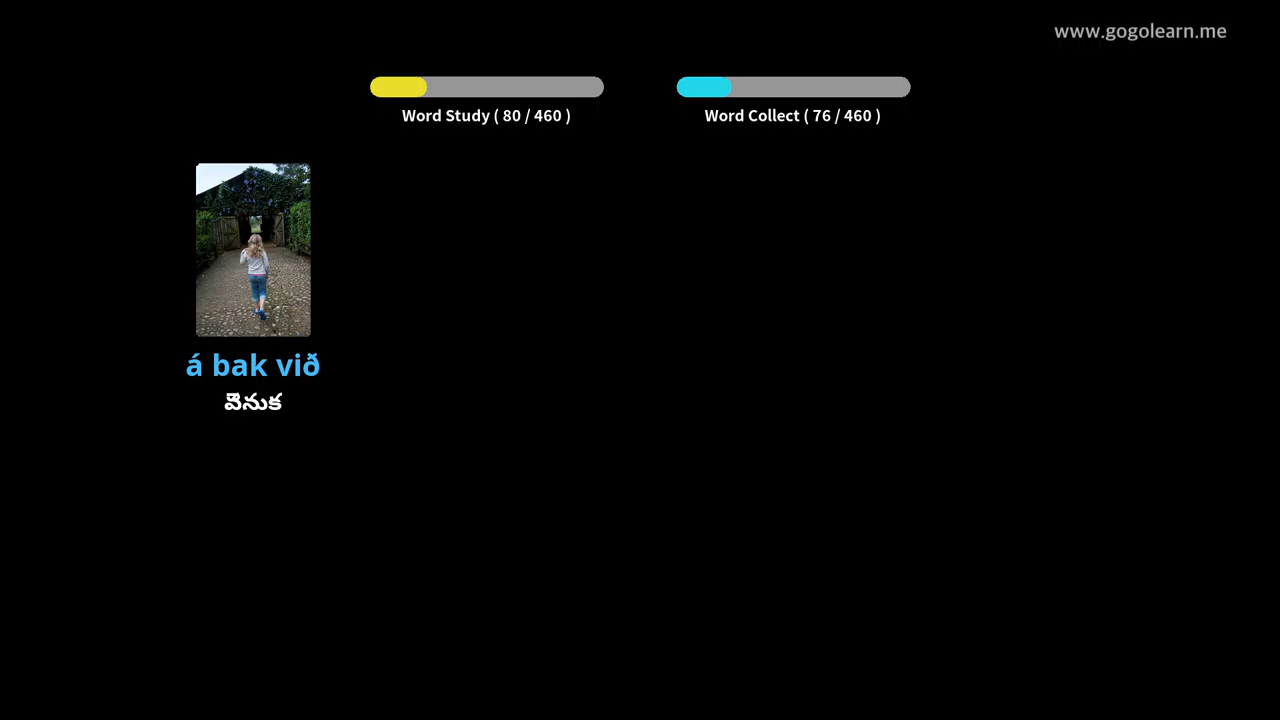 www.gogolearn.me
Word Study ( 80 / 460 )
Word Collect ( 76 / 460 )
á bak við
వెనుక